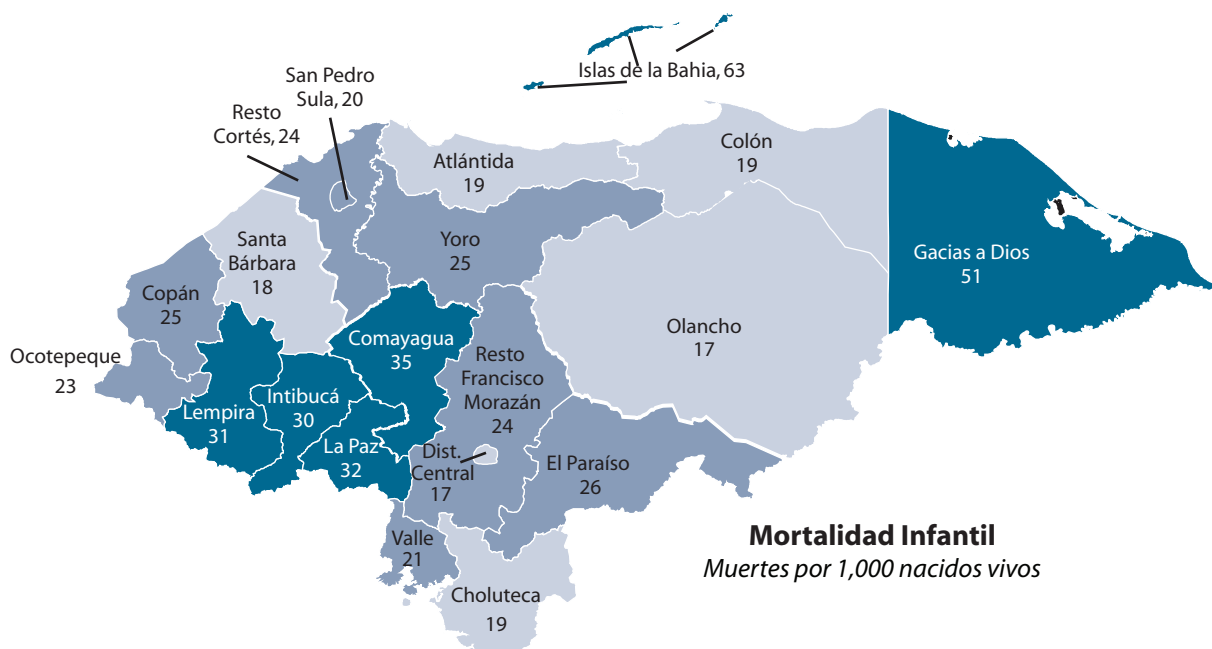 Islas de la Bahia, 63
San Pedro
Sula, 20
Resto
Cortés, 24
Atlántida
19
Colón
19
Santa
Bárbara
18
Yoro
25
Gacias a Dios
51
Copán
25
Olancho
17
Comayagua
35
Ocotepeque
23
Resto
Francisco
Morazán
24
Lempira
31
Intibucá
30
La Paz
32
Dist.
Central
17
El Paraíso
26
Valle
21
Choluteca
19
Mortalidad Infantil
Muertes por 1,000 nacidos vivos